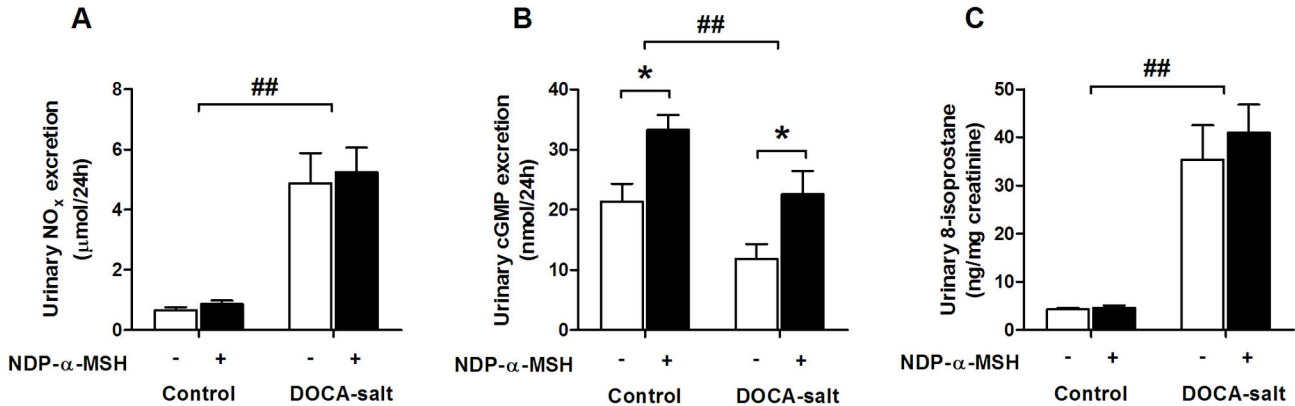 A
Urinary NOx excretion
(μmol/24h)
8
6
4
2
0
##
NDP-α-MSH
- + - +
Control DOCA-salt
B
Urinary cGMP excretion
(nmol/24h)
40
30
20
10
0
##
*
*
NDP-α-MSH
- + - +
Control DOCA-salt
C
Urinary 8-isoprostane
(ng/mg creatinine)
50
40
30
20
10
0
##
NDP-α-MSH
- + - +
Control DOCA-salt